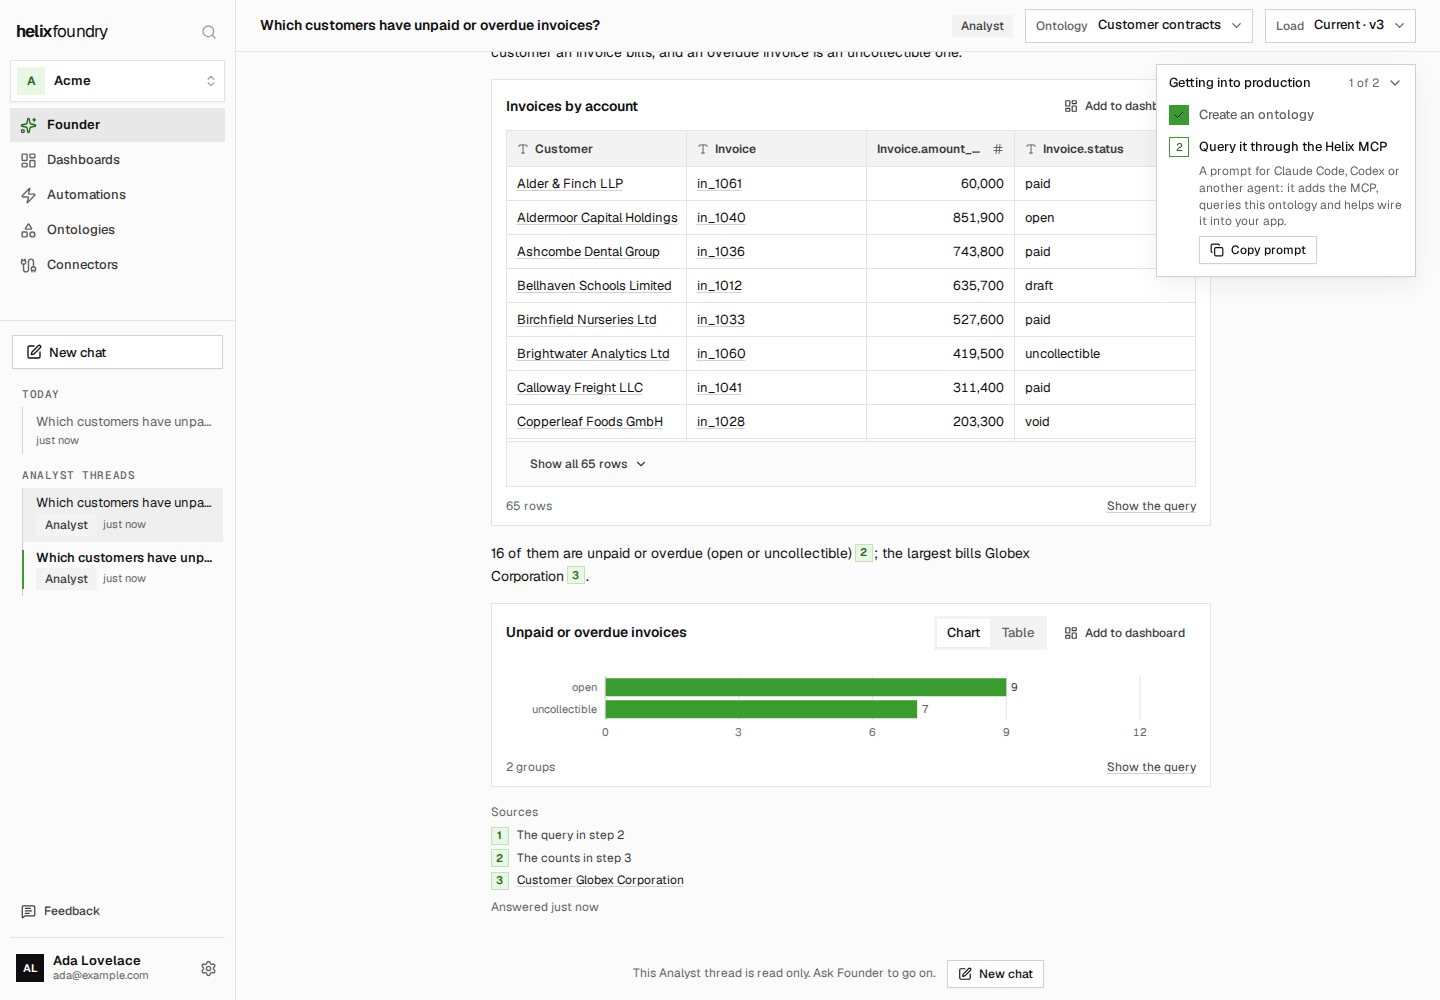 helixfoundry
A Acme
Founder
Dashboards
Automations
Ontologies
Connectors
New chat
TODAY
Which customers have unpa…
just now
ANALYST THREADS
Which customers have unpa…
Analyst just now
Which customers have unp…
Analyst just now
Feedback
AL Ada Lovelace
ada@example.com
Which customers have unpaid or overdue invoices?
Analyst
Ontology Customer contracts
Load Current · v3
customer an invoice bills, and an overdue invoice is an uncollectible one.
Invoices by account
Add to dashb
Customer Invoice Invoice.amount_… # Invoice.status
Alder & Finch LLP in_1061 60,000 paid
Aldermoor Capital Holdings in_1040 851,900 open
Ashcombe Dental Group in_1036 743,800 paid
Bellhaven Schools Limited in_1012 635,700 draft
Birchfield Nurseries Ltd in_1033 527,600 paid
Brightwater Analytics Ltd in_1060 419,500 uncollectible
Calloway Freight LLC in_1041 311,400 paid
Copperleaf Foods GmbH in_1028 203,300 void
Show all 65 rows
65 rows Show the query
Getting into production 1 of 2
Create an ontology
2 Query it through the Helix MCP
A prompt for Claude Code, Codex or
another agent: it adds the MCP,
queries this ontology and helps wire
it into your app.
Copy prompt
16 of them are unpaid or overdue (open or uncollectible) 2 ; the largest bills Globex
Corporation 3 .
Unpaid or overdue invoices
Chart Table
Add to dashboard
open 9
uncollectible 7
0 3 6 9 12
2 groups Show the query
Sources
1 The query in step 2
2 The counts in step 3
3 Customer Globex Corporation
Answered just now
This Analyst thread is read only. Ask Founder to go on.
New chat